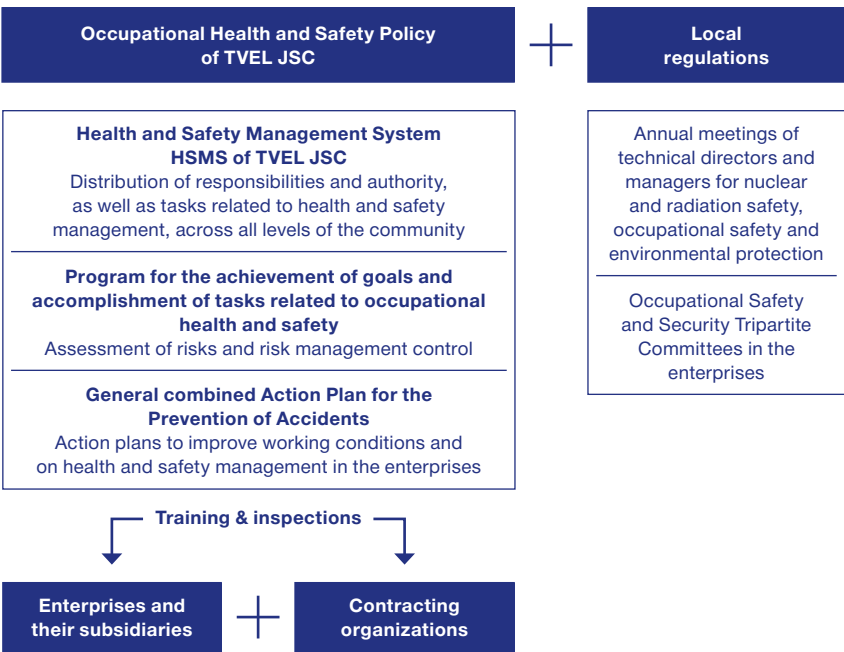 Occupational Health and Safety Policy
of TVEL JSC
Local
regulations
Health and Safety Management System
HSMS of TVEL JSC
Distribution of responsibilities and authority,
as well as tasks related to health and safety
management, across all levels of the community
Program for the achievement of goals and
accomplishment of tasks related to occupational
health and safety
Assessment of risks and risk management control
General combined Action Plan for the
Prevention of Accidents
Action plans to improve working conditions and
on health and safety management in the enterprises
Annual meetings of
technical directors and
managers for nuclear
and radiation safety,
occupational safety and
environmental protection
Occupational Safety
and Security Tripartite
Committees in the
enterprises
Training & inspections
Enterprises and
their subsidiaries
Contracting
organizations